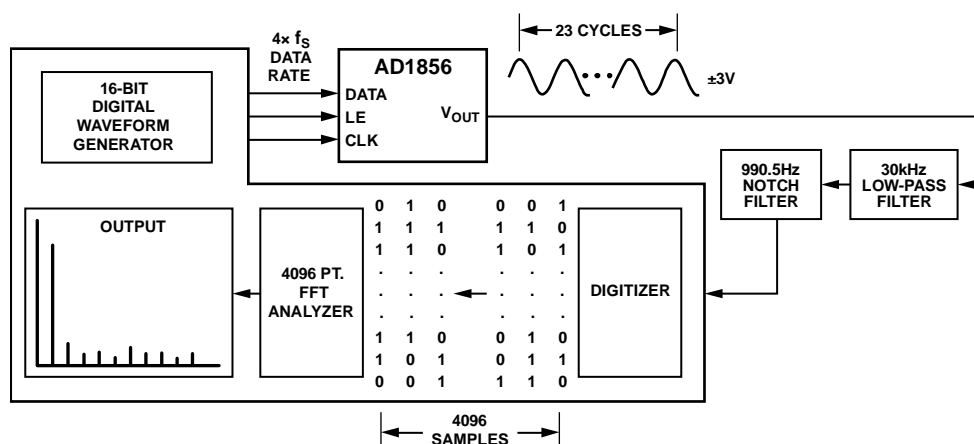 23 CYCLES
±3V
4× fS
DATA
RATE
AD1856
DATA
LE
CLK
VOUT
16-BIT
DIGITAL
WAVEFORM
GENERATOR
990.5Hz
NOTCH
FILTER
30kHz
LOW-PASS
FILTER
OUTPUT
4096 PT.
FFT
ANALYZER
0 1 0 0 0 1
1 1 1 1 1 0
1 1 0 1 0 1
. . . . . .
. . . . . .
. . . . . .
1 1 0 0 1 0
1 0 1 0 1 1
0 0 1 1 1 0
DIGITIZER
4096
SAMPLES